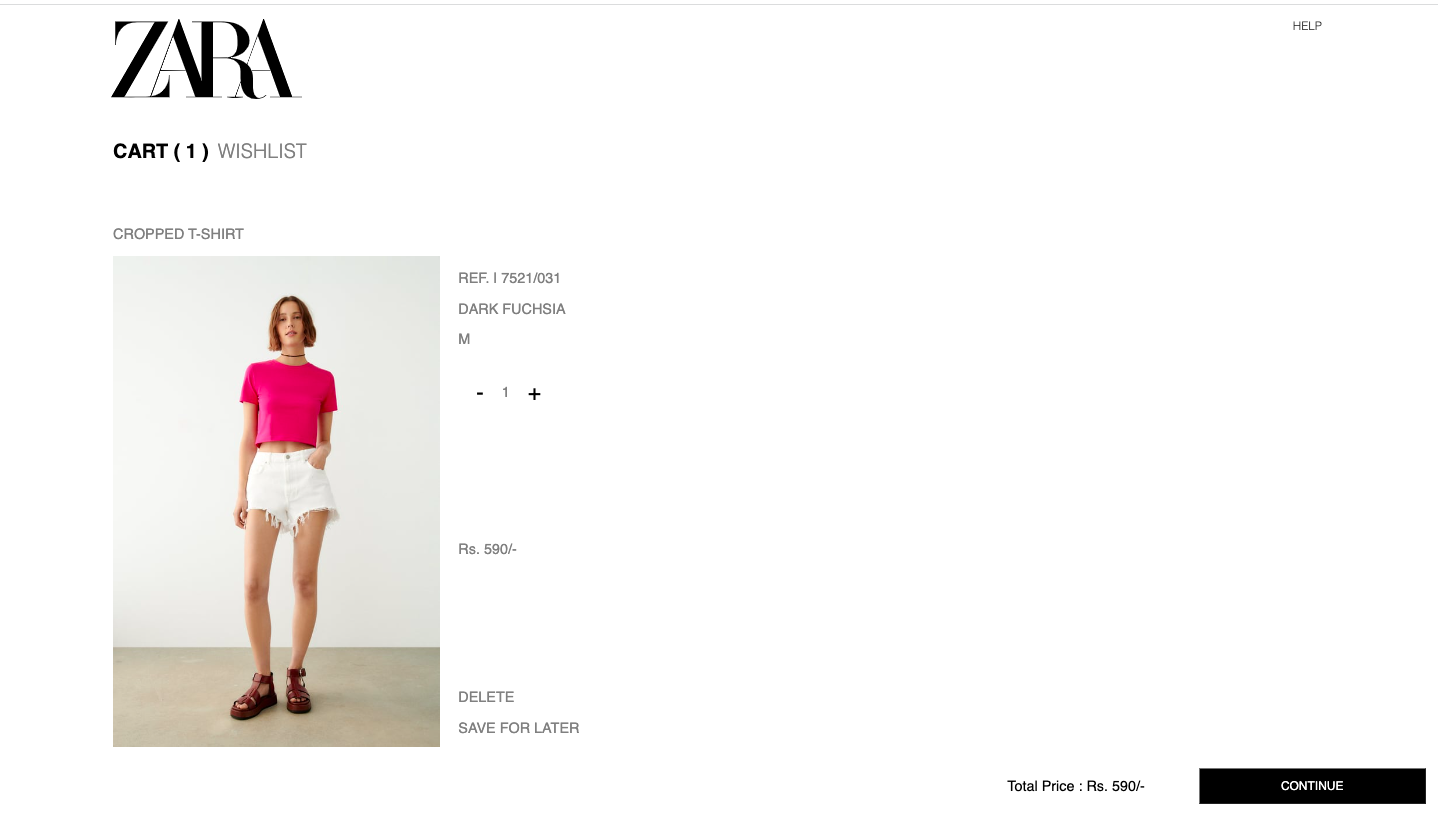 ZARA
HELP
CART ( 1 ) WISHLIST
CROPPED T-SHIRT
REF. I 7521/031
DARK FUCHSIA
M
- 1 +
Rs. 590/-
DELETE
SAVE FOR LATER
Total Price : Rs. 590/-
CONTINUE